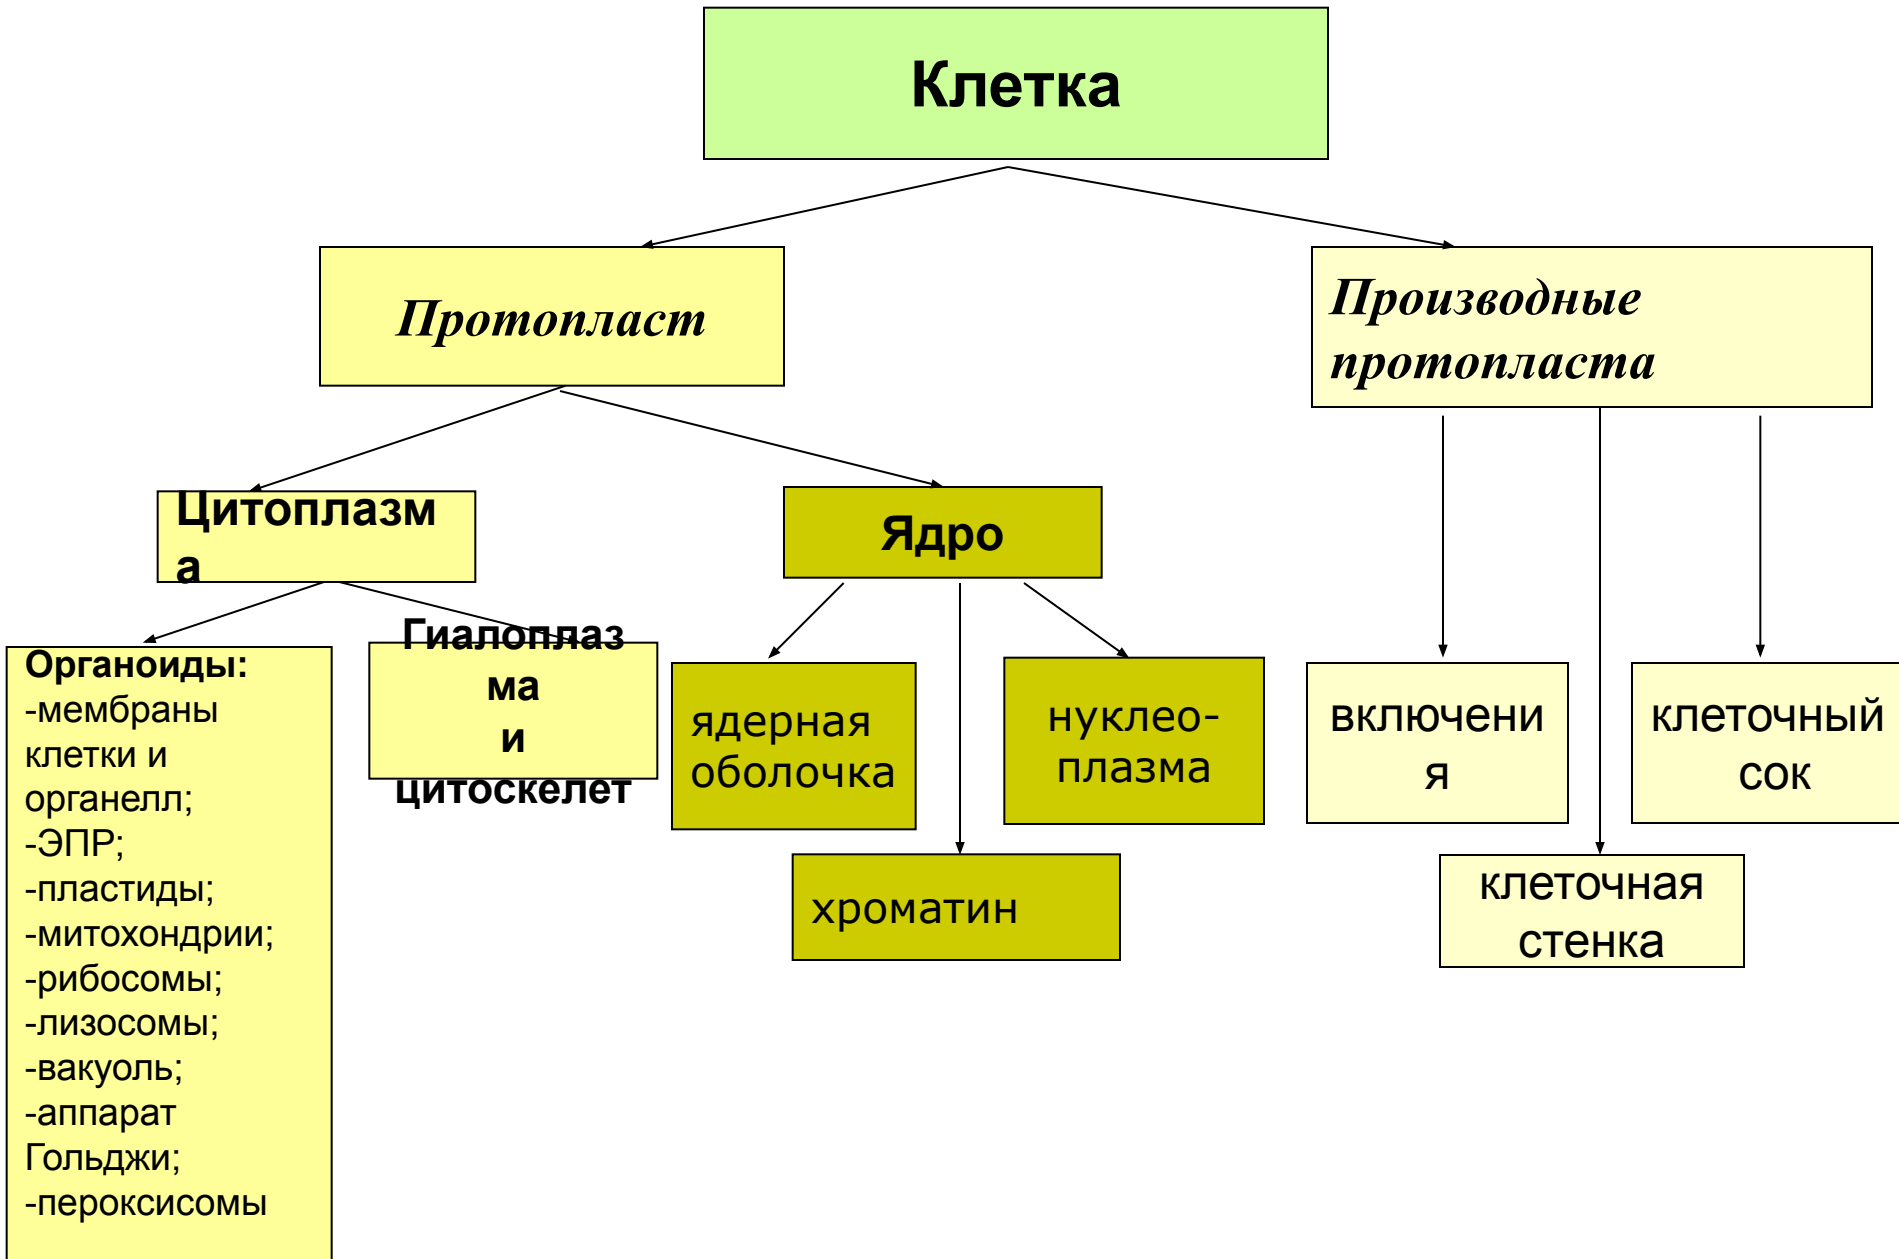 Клетка
Протопласт
Производные
протопласта
Цитоплазм
а
Ядро
Органоиды:
-мембраны
клетки и
органелл;
-ЭПР;
-пластиды;
-митохондрии;
-рибосомы;
-лизосомы;
-вакуоль;
-аппарат
Гольджи;
-пероксисомы
Гиалоплаз
ма
и
цитоскелет
ядерная
оболочка
нуклео-
плазма
хроматин
включени
я
клеточный
сок
клеточная
стенка